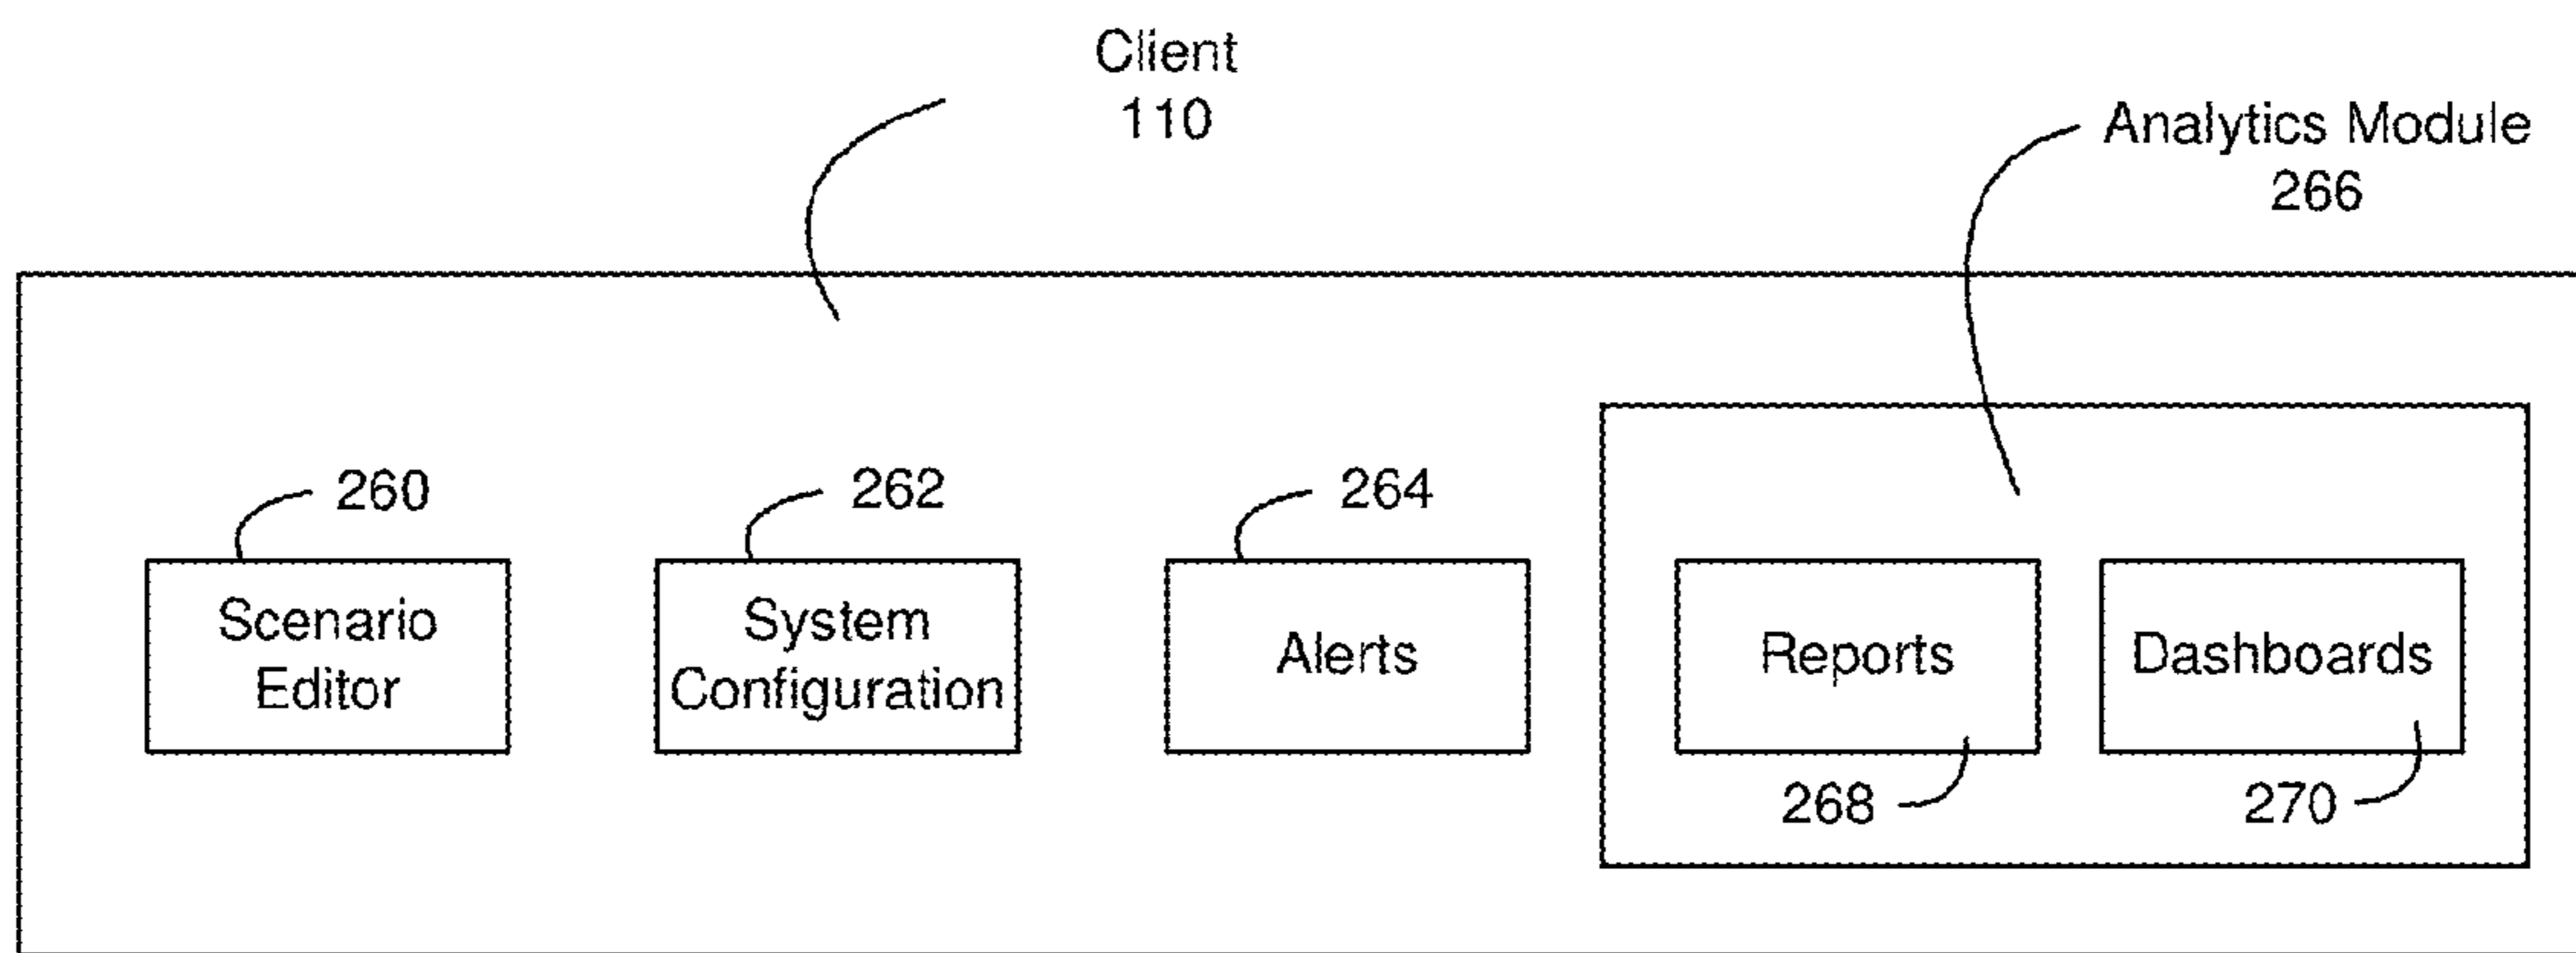 Client
110
Analytics Module
266
260
262
264
Scenario
Editor
System
Configuration
Alerts
Reports
Dashboards
268
270